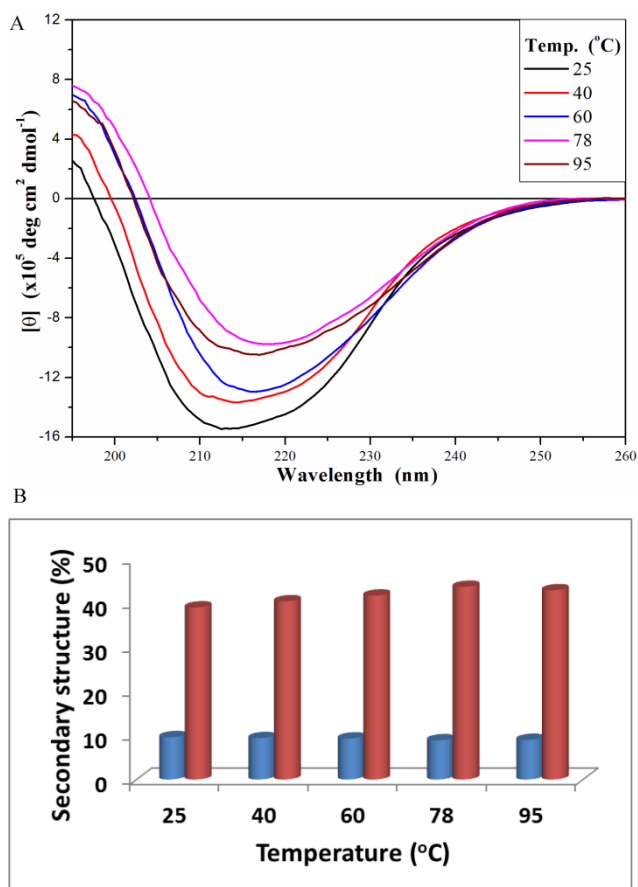 A
Temp. (°C)
25
40
60
78
95
12
8
4
0
-4
-8
-12
-16
[θ] (x10⁵ deg cm² dmol⁻¹)
200 210 220 230 240 250 260
Wavelength (nm)
B
50
40
30
20
10
0
Secondary structure (%)
25 40 60 78 95
Temperature (°C)